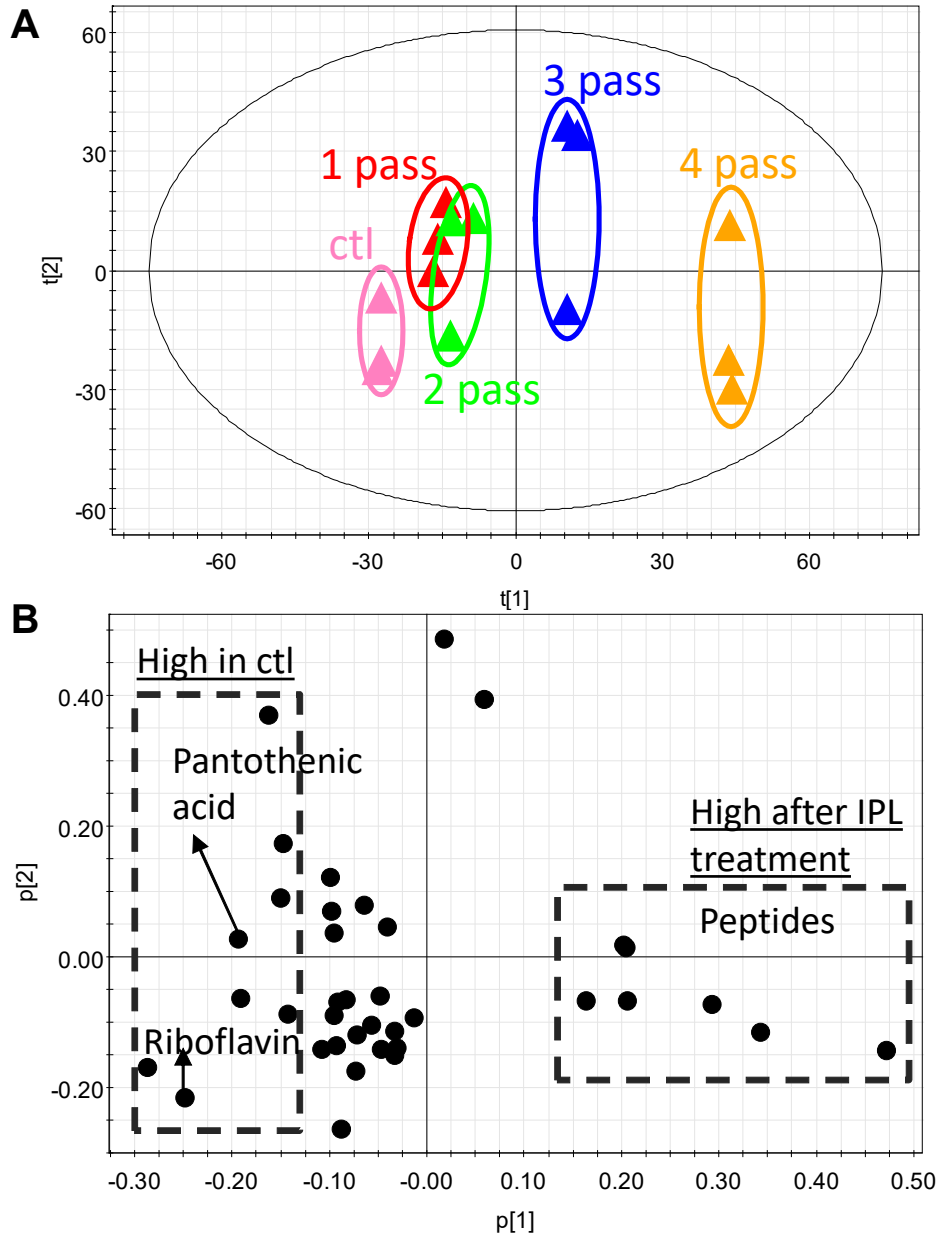 A
60
30
0
-30
-60
t[2]
3 pass
1 pass
4 pass
ctl
2 pass
-60
-30
0
30
60
t[1]
B
High in ctl
0.40
Pantothenic
acid
High after IPL
treatment
0.20
Peptides
p[2]
0.00
Riboflavin
-0.20
-0.30
-0.20
-0.10
-0.00
0.10
0.20
0.30
0.40
0.50
p[1]